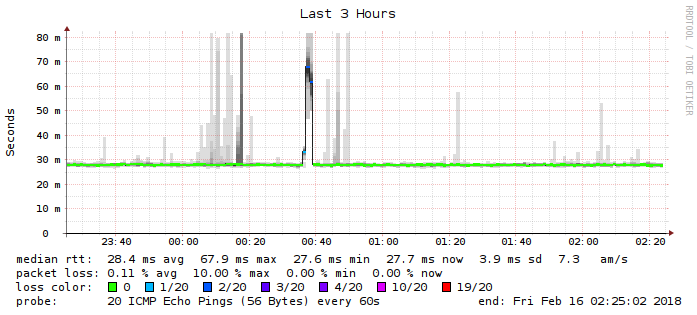 Last 3 Hours
RRDTOOL / TOBI OETIKER
Seconds
80 m
70 m
60 m
50 m
40 m
30 m
20 m
10 m
0
23:40 00:00 00:20 00:40 01:00 01:20 01:40 02:00 02:20
median rtt: 28.4 ms avg 67.9 ms max 27.6 ms min 27.7 ms now 3.9 ms sd 7.3 am/s
packet loss: 0.11 % avg 10.00 % max 0.00 % min 0.00 % now
loss color: 0 1/20 2/20 3/20 4/20 10/20 19/20
probe: 20 ICMP Echo Pings (56 Bytes) every 60s end: Fri Feb 16 02:25:02 2018